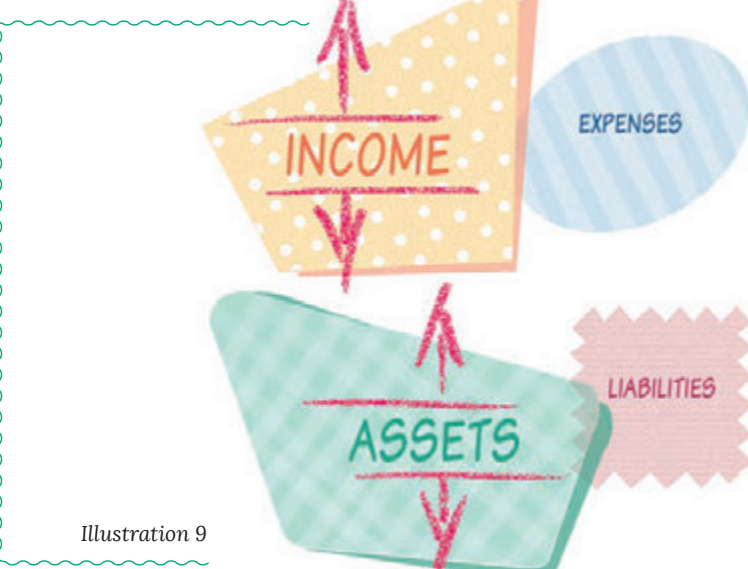 INCOME
EXPENSES
ASSETS
LIABILITIES
Illustration 9